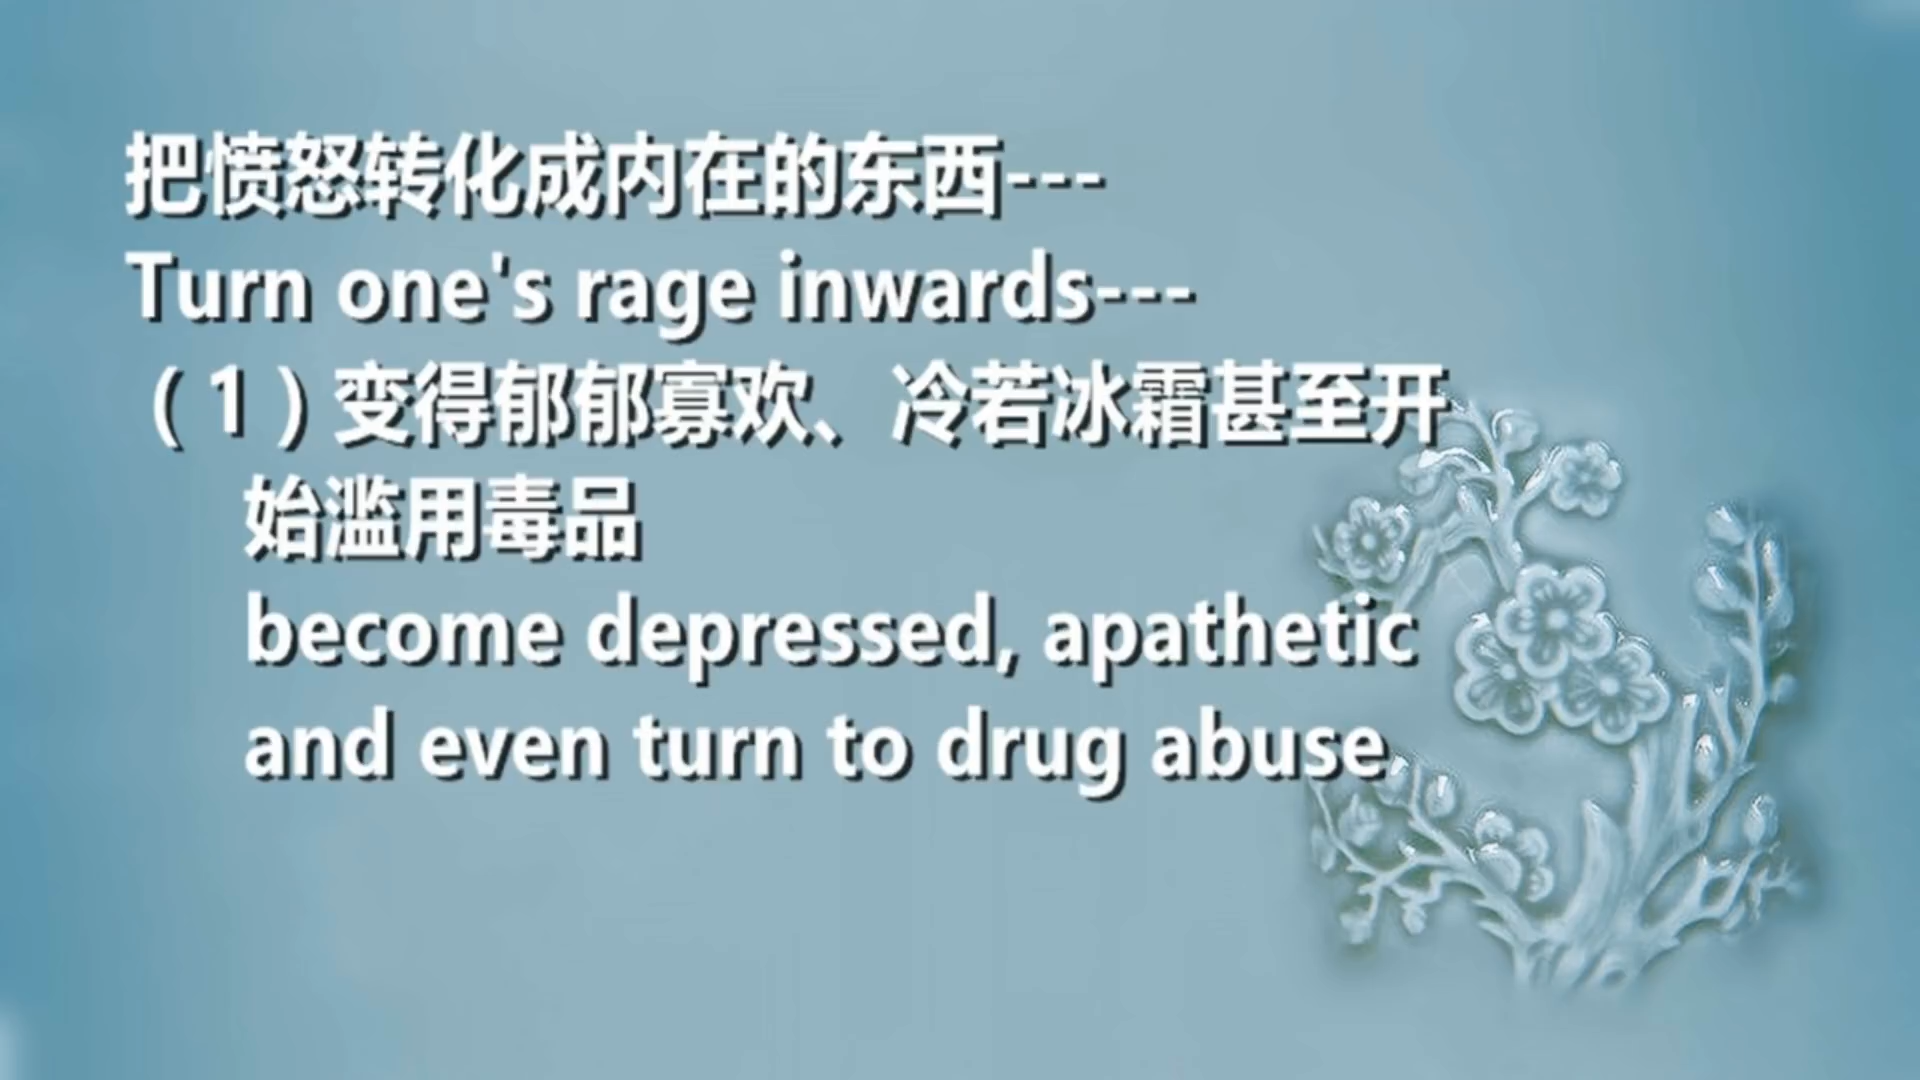 把愤怒转化成内在的东西---
Turn one's rage inwards---
（1）变得郁郁寡欢、冷若冰霜甚至开
始滥用毒品
become depressed, apathetic
and even turn to drug abuse.